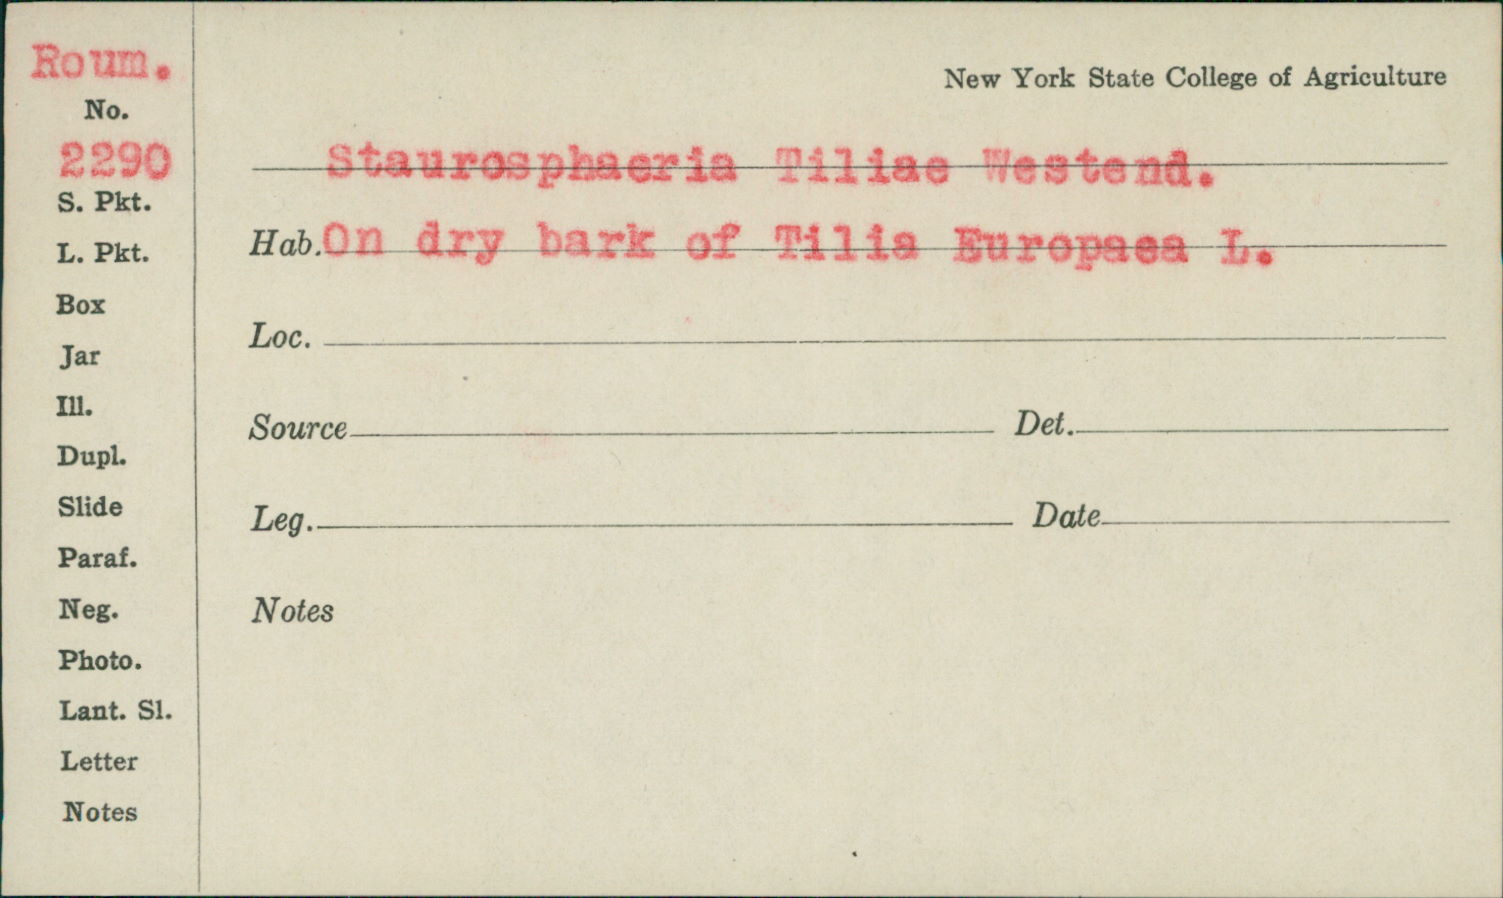 Roum.
No.
2290
S. Pkt.
L. Pkt.
Box
Jar
Ill.
Dupl.
Slide
Paraf.
Neg.
Photo.
Lant. Sl.
Letter
Notes
New York State College of Agriculture
Staurosphaeria Tiliae Westend.
Hab. On dry bark of Tilia Europaea L.
Loc.
Source Det.
Leg. Date
Notes